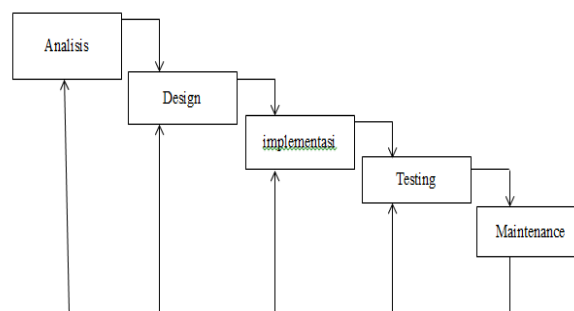 Analisis
Design
implementasi
Testing
Maintenance